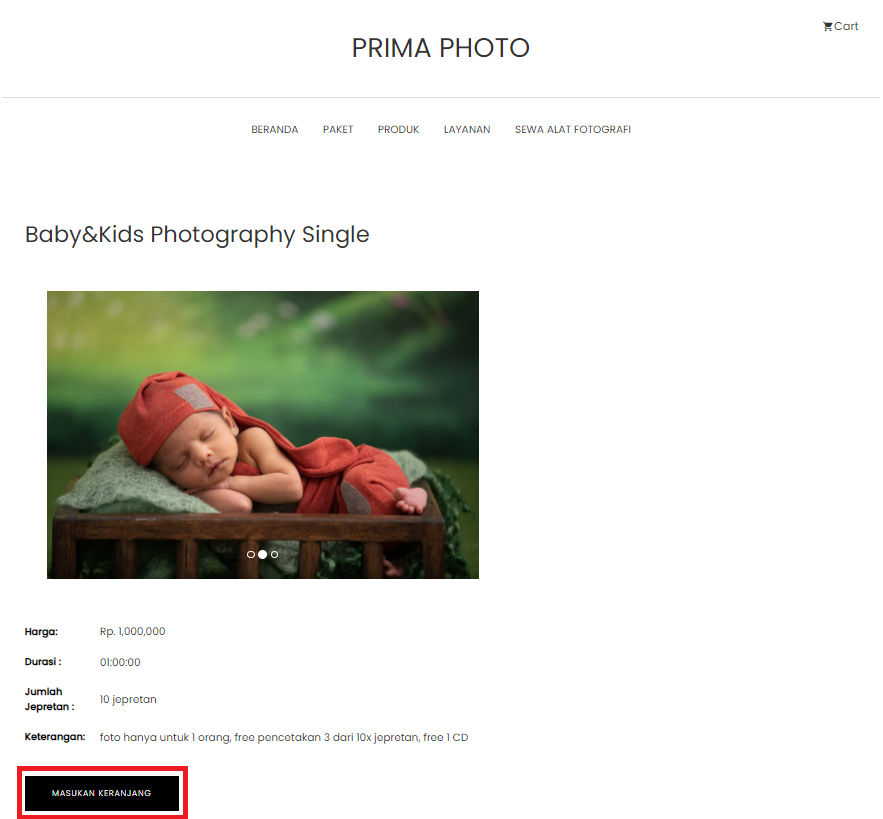 Cart
PRIMA PHOTO
BERANDA PAKET PRODUK LAYANAN SEWA ALAT FOTOGRAFI
Baby&Kids Photography Single
Harga: Rp. 1,000,000
Durasi : 01:00:00
Jumlah
Jepretan : 10 jepretan
Keterangan: foto hanya untuk 1 orang, free pencetakan 3 dari 10x jepretan, free 1 CD
MASUKAN KERANJANG